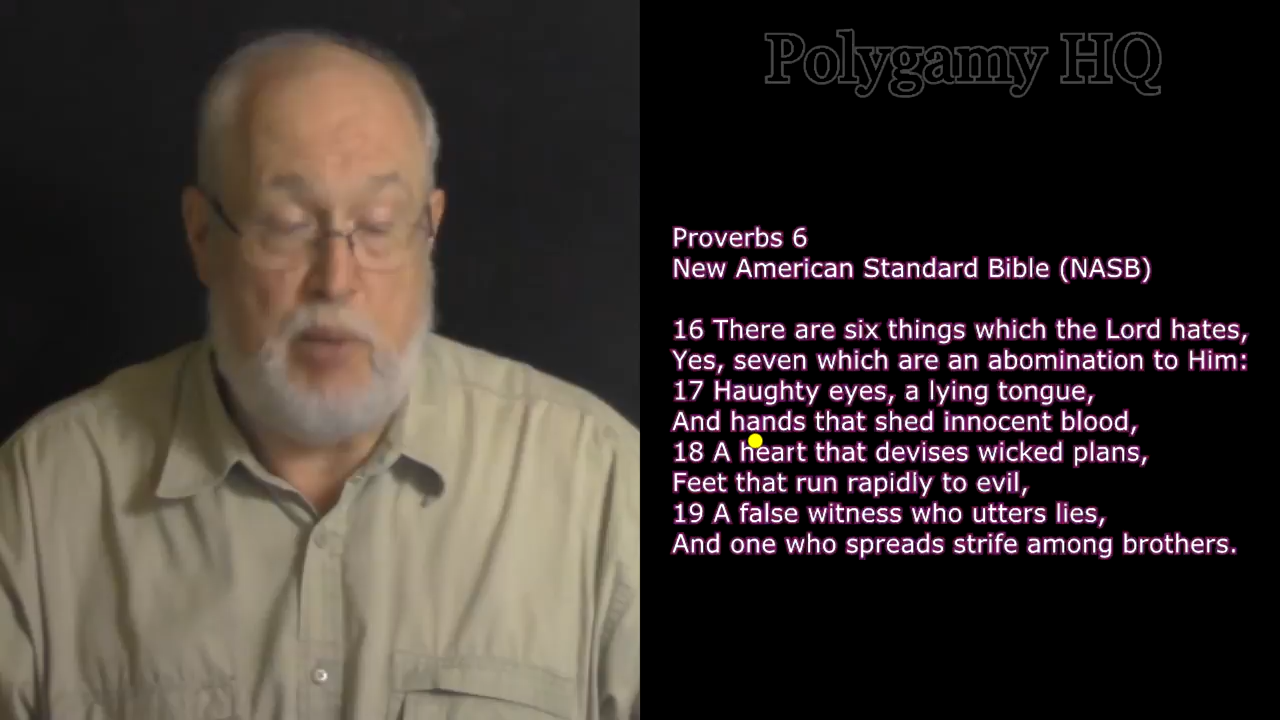 Polygamy HQ
Proverbs 6
New American Standard Bible (NASB)
16 There are six things which the Lord hates,
Yes, seven which are an abomination to Him:
17 Haughty eyes, a lying tongue,
And hands that shed innocent blood,
18 A heart that devises wicked plans,
Feet that run rapidly to evil,
19 A false witness who utters lies,
And one who spreads strife among brothers.